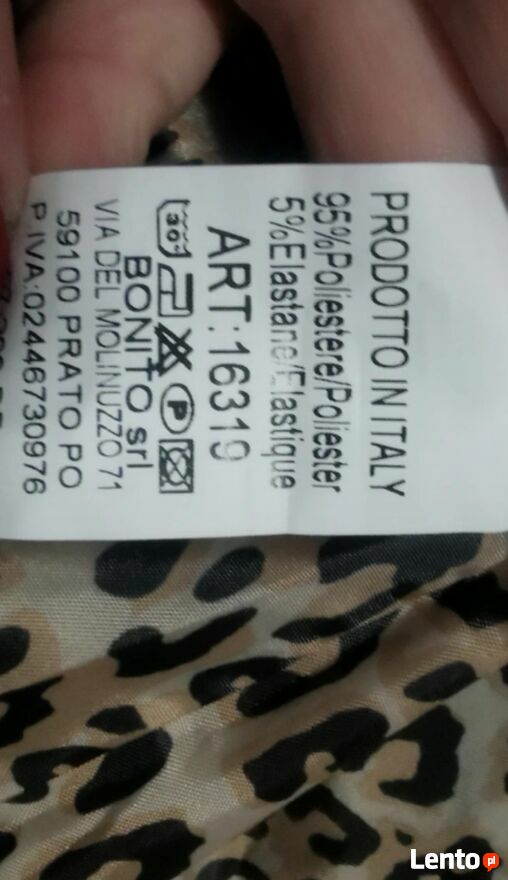 PRODOTTO IN ITALY
95%Poliestere/Poliester
5%Elastane/Elastique
ART:16319
30°
P
BONITO srl
VIA DEL MOLINUZZO 71
59100 PRATO PO
P.IVA:02446730976
Lento pl